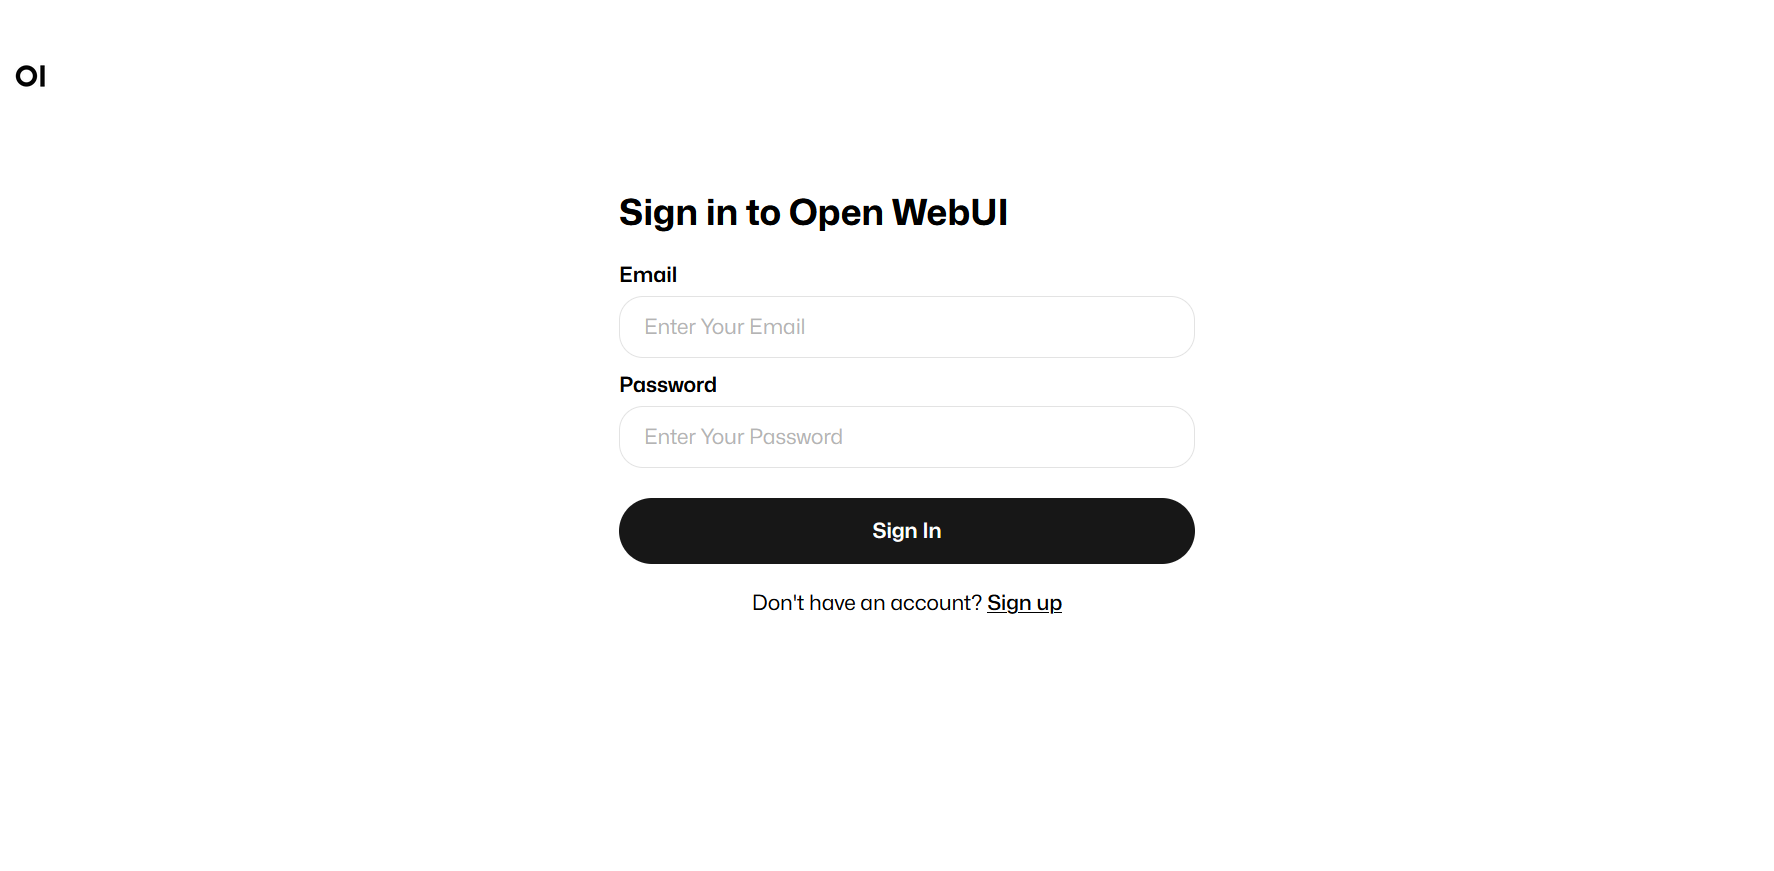 OI
Sign in to Open WebUI
Email
Enter Your Email
Password
Enter Your Password
Sign In
Don't have an account? Sign up